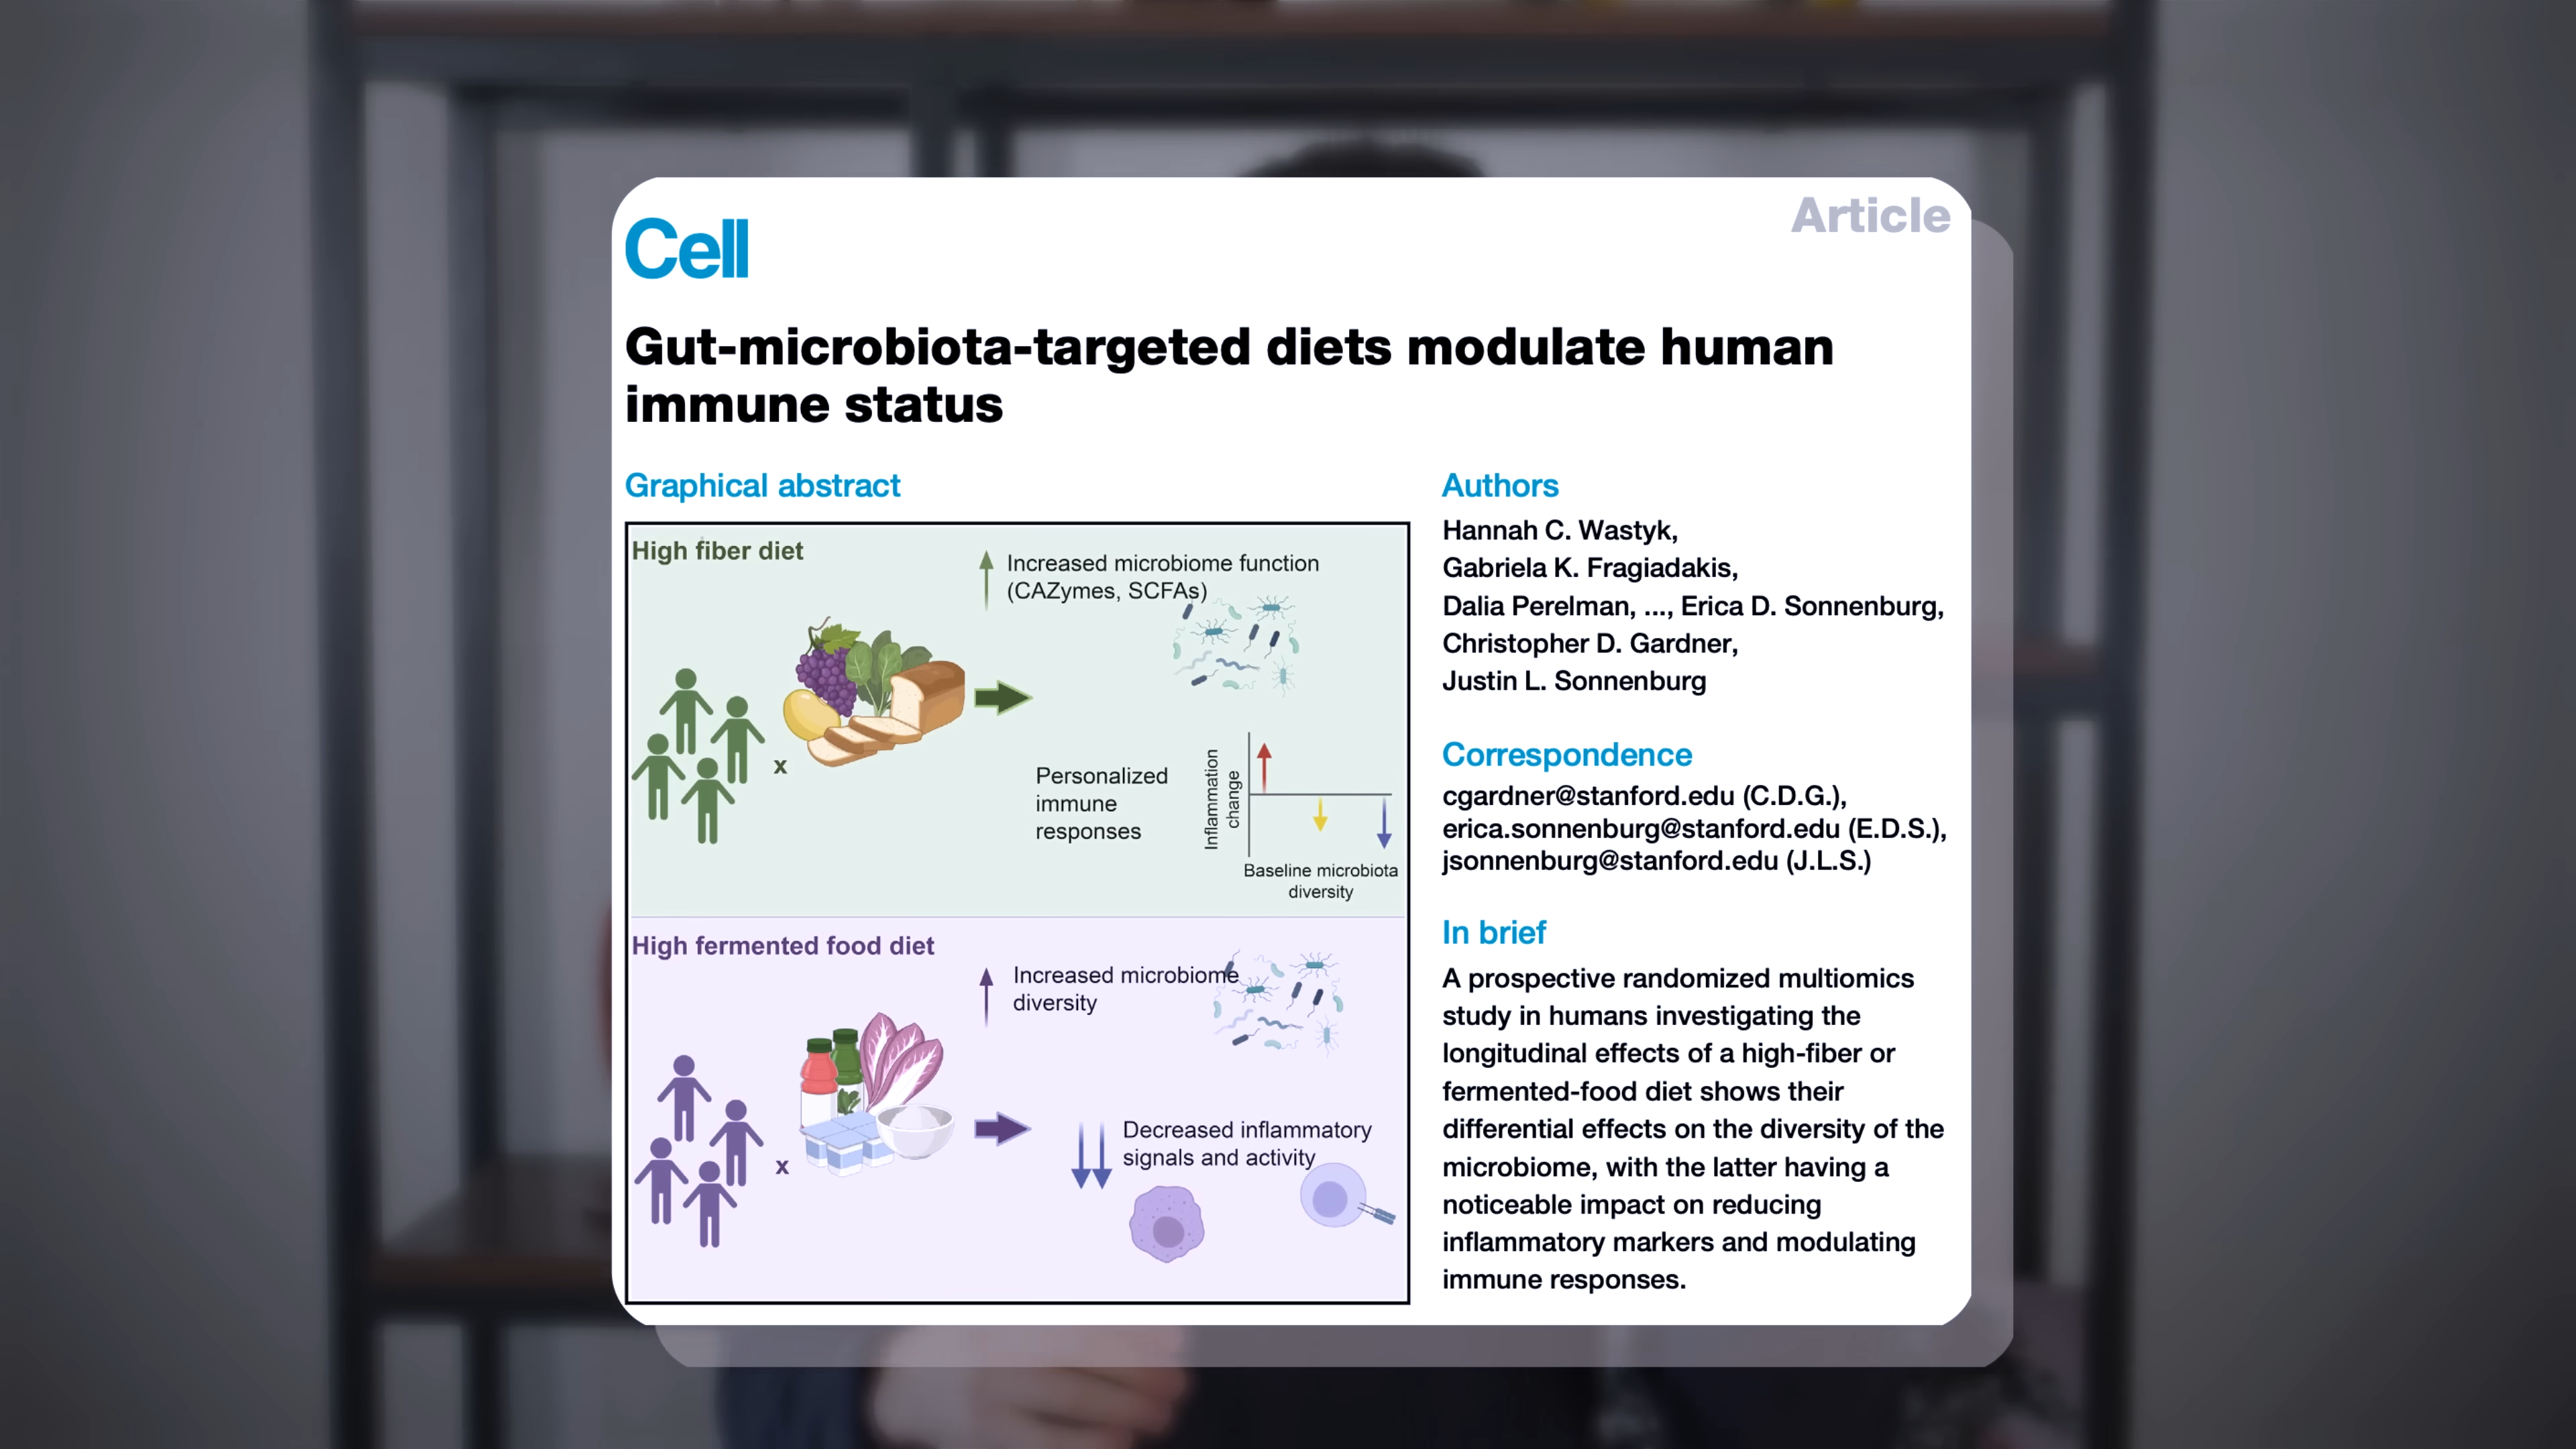 Cell
Article
Gut-microbiota-targeted diets modulate human
immune status
Graphical abstract
High fiber diet
Increased microbiome function
(CAZymes, SCFAs)
x
Personalized
immune
responses
Inflammation
change
Baseline microbiota
diversity
High fermented food diet
Increased microbiome
diversity
x
Decreased inflammatory
signals and activity
Authors
Hannah C. Wastyk,
Gabriela K. Fragiadakis,
Dalia Perelman, ..., Erica D. Sonnenburg,
Christopher D. Gardner,
Justin L. Sonnenburg
Correspondence
cgardner@stanford.edu (C.D.G.),
erica.sonnenburg@stanford.edu (E.D.S.),
jsonnenburg@stanford.edu (J.L.S.)
In brief
A prospective randomized multiomics
study in humans investigating the
longitudinal effects of a high-fiber or
fermented-food diet shows their
differential effects on the diversity of the
microbiome, with the latter having a
noticeable impact on reducing
inflammatory markers and modulating
immune responses.